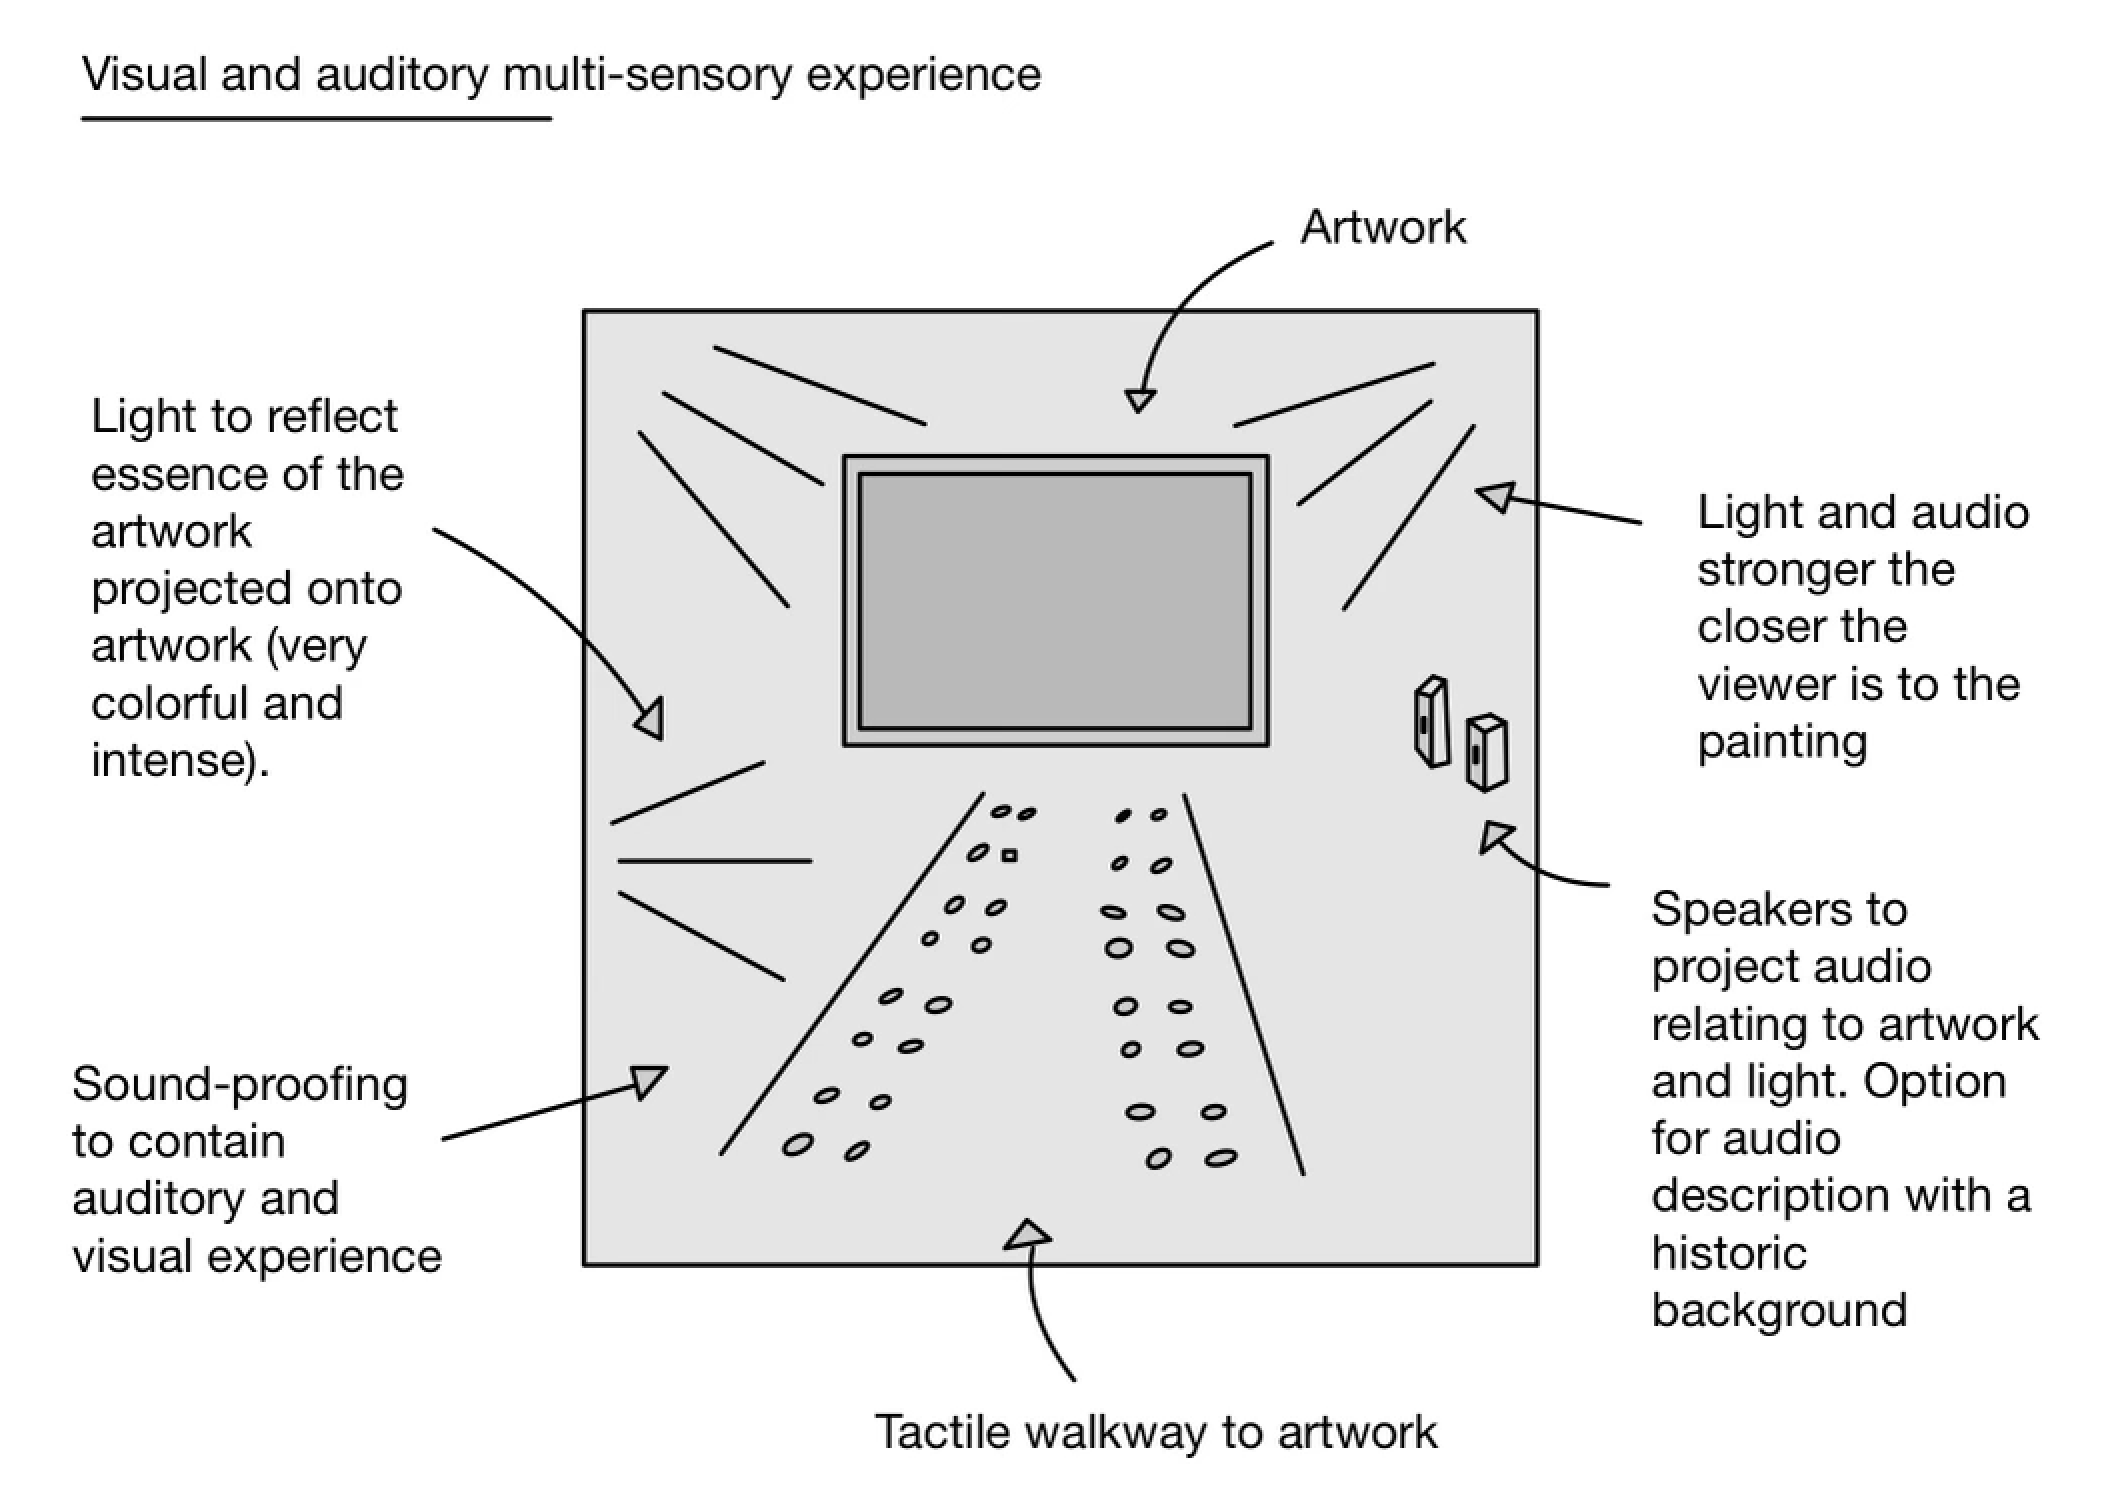 Visual and auditory multi-sensory experience
Artwork
Light to reflect
essence of the
artwork
projected onto
artwork (very
colorful and
intense).
Light and audio
stronger the
closer the
viewer is to the
painting
Speakers to
project audio
relating to artwork
and light. Option
for audio
description with a
historic
background
Sound-proofing
to contain
auditory and
visual experience
Tactile walkway to artwork